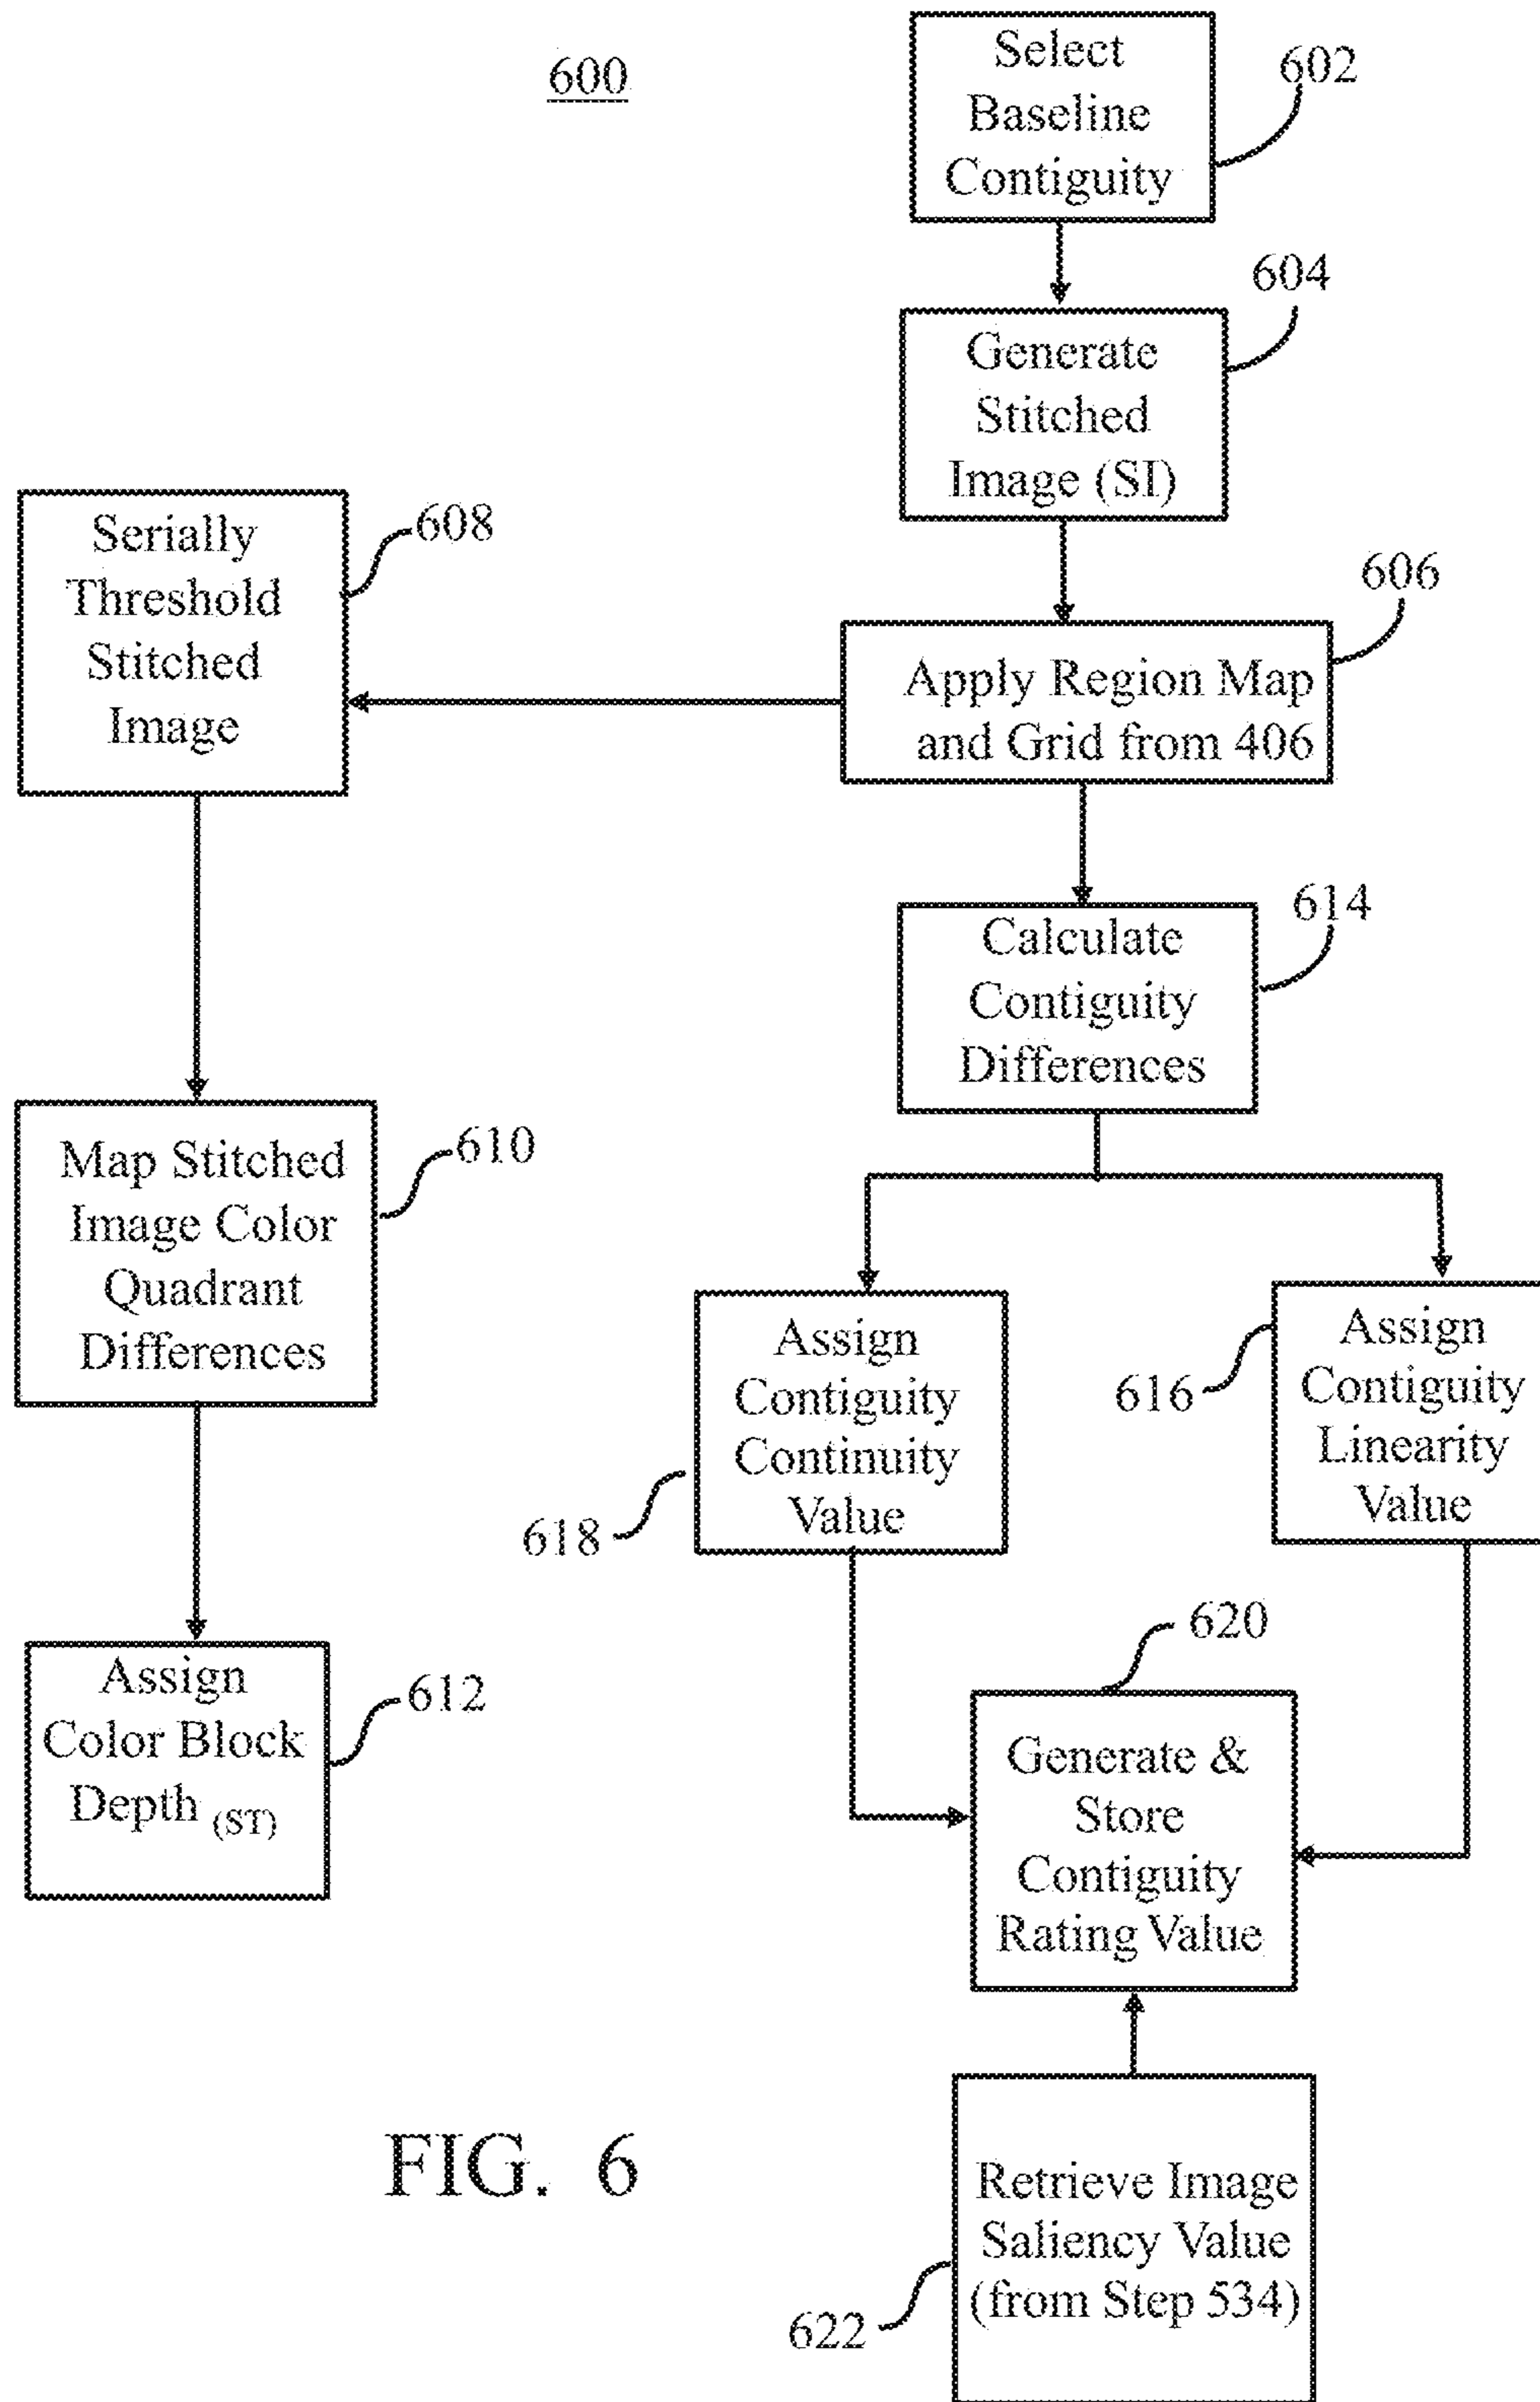 600
Select
Baseline
Contiguity
602
Generate
Stitched
Image (SI)
604
Serially
Threshold
Stitched
Image
608
Apply Region Map
and Grid from 406
606
Calculate
Contiguity
Differences
614
Map Stitched
Image Color
Quadrant
Differences
610
Assign
Contiguity
Continuity
Value
618
Assign
Contiguity
Linearity
Value
616
Assign
Color Block
Depth (ST)
612
620
Generate &
Store
Contiguity
Rating Value
Retrieve Image
Saliency Value
(from Step 534)
622
FIG. 6